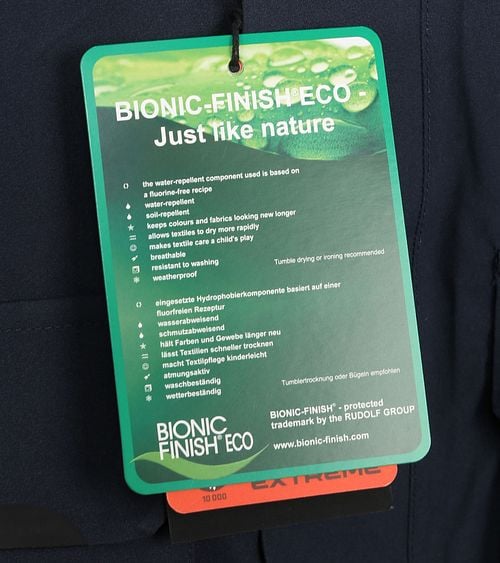 BIONIC-FINISH® ECO -
Just like nature
the water-repellent component used is based on
a fluorine-free recipe
water-repellent
soil-repellent
keeps colours and fabrics looking new longer
allows textiles to dry more rapidly
makes textile care a child's play
breathable
resistant to washing
weatherproof
Tumble drying or ironing recommended
eingesetzte Hydrophobierkomponente basiert auf einer
fluorfreien Rezeptur
wasserabweisend
schmutzabweisend
hält Farben und Gewebe länger neu
lässt Textilien schneller trocknen
macht Textilpflege kinderleicht
atmungsaktiv
waschbeständig
wetterbeständig
Tumblertrocknung oder Bügeln empfohlen
BIONIC
FINISH® ECO
BIONIC-FINISH® - protected
trademark by the RUDOLF GROUP
www.bionic-finish.com
10 000
EXTREME